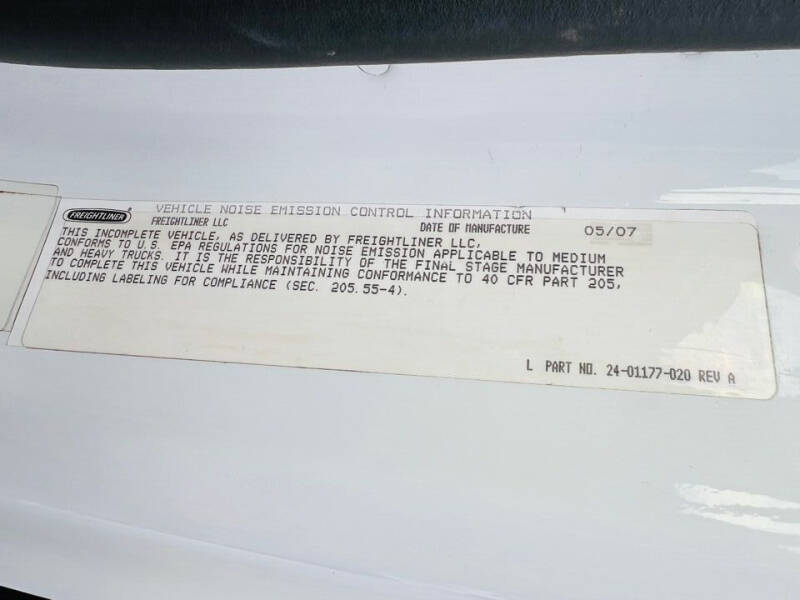 FREIGHTLINER VEHICLE NOISE EMISSION CONTROL INFORMATION
FREIGHTLINER LLC DATE OF MANUFACTURE 05/07
THIS INCOMPLETE VEHICLE, AS DELIVERED BY FREIGHTLINER LLC,
CONFORMS TO U.S. EPA REGULATIONS FOR NOISE EMISSION APPLICABLE TO MEDIUM
AND HEAVY TRUCKS. IT IS THE RESPONSIBILITY OF THE FINAL STAGE MANUFACTURER
TO COMPLETE THIS VEHICLE WHILE MAINTAINING CONFORMANCE TO 40 CFR PART 205,
INCLUDING LABELING FOR COMPLIANCE (SEC. 205.55-4).
L PART NO. 24-01177-020 REV A